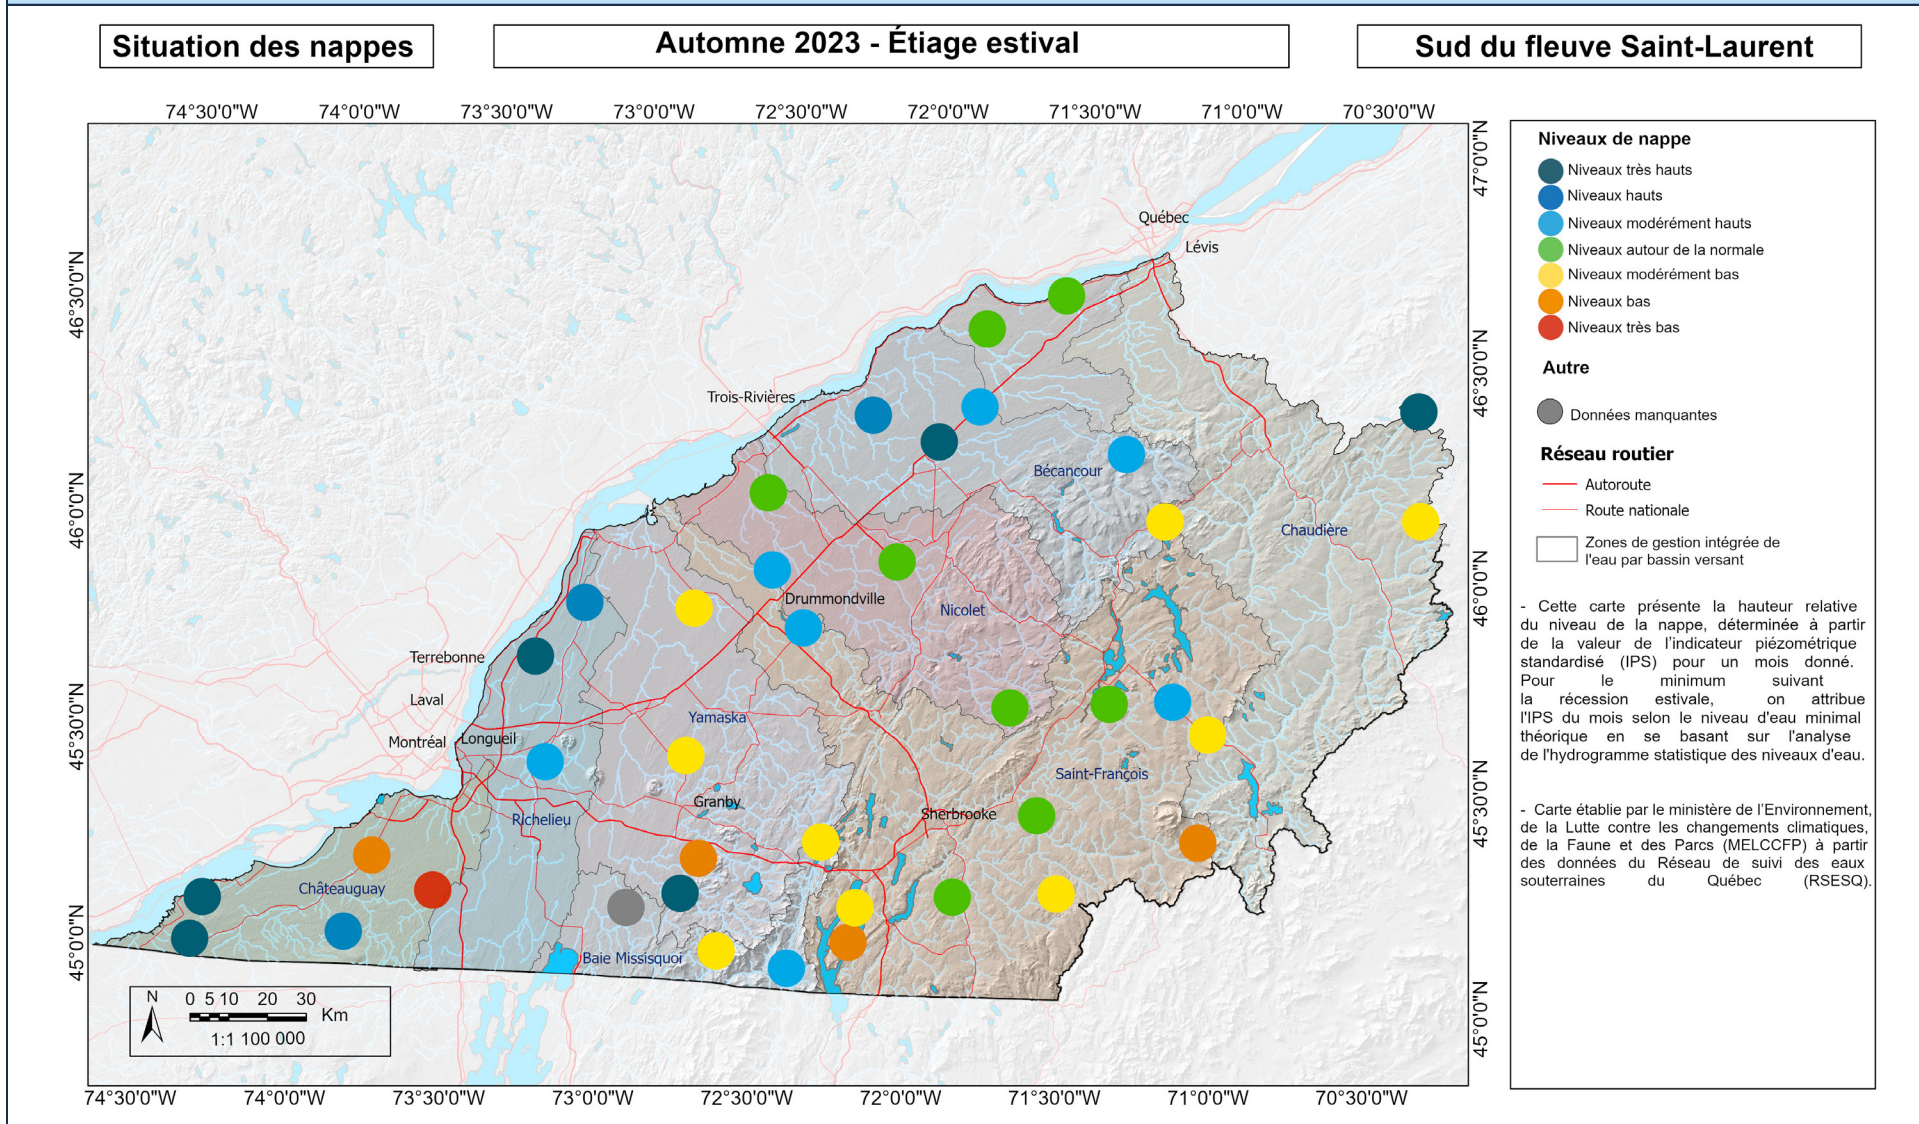 Situation des nappes
Automne 2023 - Étiage estival
Sud du fleuve Saint-Laurent
74°30'0"W 74°0'0"W 73°30'0"W 73°0'0"W 72°30'0"W 72°0'0"W 71°30'0"W 71°0'0"W 70°30'0"W
47°0'0"N
46°30'0"N
46°0'0"N
45°30'0"N
45°0'0"N
46°30'0"N
46°0'0"N
45°30'0"N
45°0'0"N
Québec
Lévis
Trois-Rivières
Bécancour
Chaudière
Drummondville
Nicolet
Terrebonne
Laval
Yamaska
Montréal
Longueuil
Saint-François
Granby
Sherbrooke
Richelieu
Châteauguay
Baie Missisquoi
N
0 5 10 20 30
Km
1:1 100 000
74°30'0"W 74°0'0"W 73°30'0"W 73°0'0"W 72°30'0"W 72°0'0"W 71°30'0"W 71°0'0"W 70°30'0"W
Niveaux de nappe
Niveaux très hauts
Niveaux hauts
Niveaux modérément hauts
Niveaux autour de la normale
Niveaux modérément bas
Niveaux bas
Niveaux très bas
Autre
Données manquantes
Réseau routier
Autoroute
Route nationale
Zones de gestion intégrée de
l'eau par bassin versant
- Cette carte présente la hauteur relative
du niveau de la nappe, déterminée à partir
de la valeur de l’indicateur piézométrique
standardisé (IPS) pour un mois donné.
Pour le minimum suivant
la récession estivale, on attribue
l'IPS du mois selon le niveau d'eau minimal
théorique en se basant sur l'analyse
de l'hydrogramme statistique des niveaux d'eau.
- Carte établie par le ministère de l’Environnement,
de la Lutte contre les changements climatiques,
de la Faune et des Parcs (MELCCFP) à partir
des données du Réseau de suivi des eaux
souterraines du Québec (RSESQ).